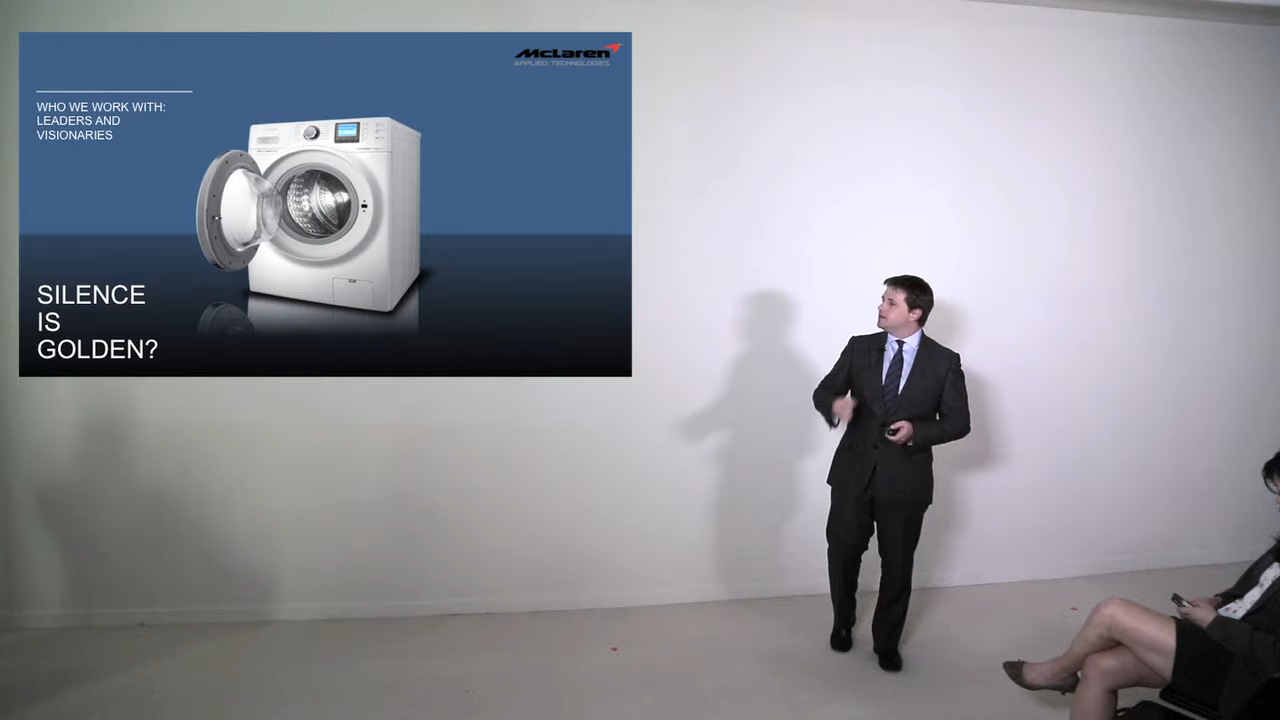 McLaren
APPLIED TECHNOLOGIES
WHO WE WORK WITH:
LEADERS AND
VISIONARIES
SILENCE
IS
GOLDEN?